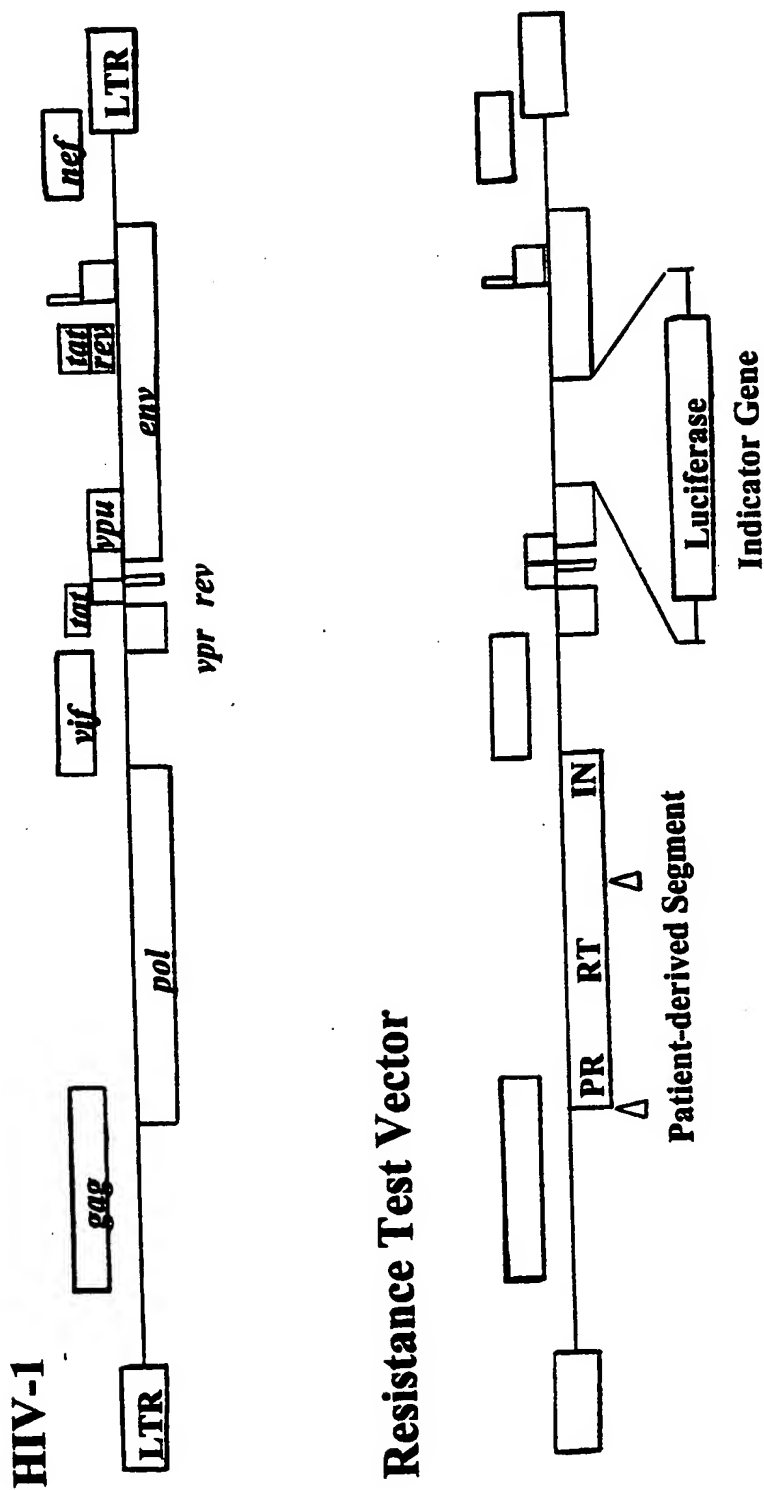 HIV-1
LTR
gag
pol
vif
tat
vpu
vpr rev
env
tat
rev
nef
LTR
Resistance Test Vector
PR
RT
IN
Patient-derived Segment
Luciferase
Indicator Gene